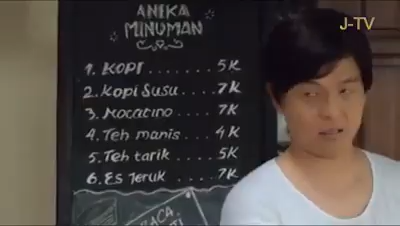 J-TV
ANEKA
MINUMAN
1. KOPI ....... 5K
2. Kopi Susu ..... 7K
3. Mocacino ..... 7K
4. Teh manis ..... 4K
5. Teh tarik .... 5K
6. Es Jeruk .... 7K